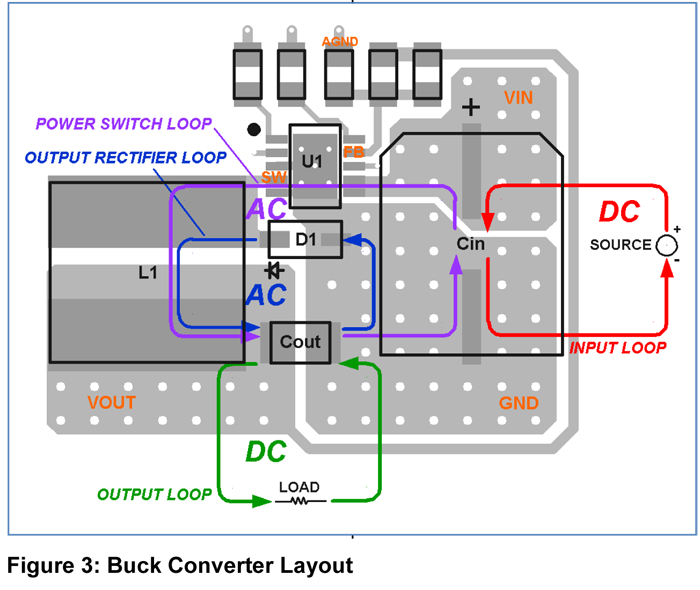 AGND
VIN
+
POWER SWITCH LOOP
OUTPUT RECTIFIER LOOP
U1
FB
SW
AC
DC
D1
Cin
SOURCE
+
-
L1
AC
Cout
INPUT LOOP
VOUT
GND
DC
OUTPUT LOOP
LOAD
Figure 3: Buck Converter Layout